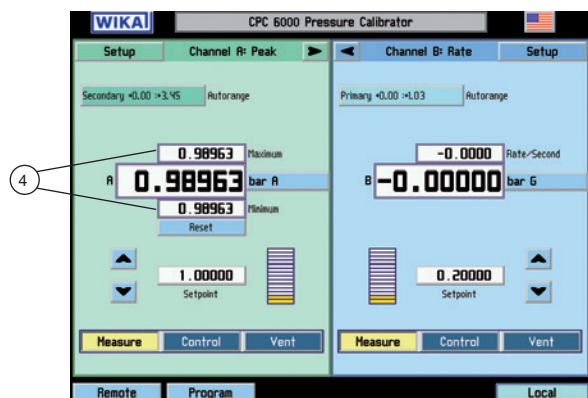 WIKA CPC 6000 Pressure Calibrator
Setup Channel A: Peak
Channel B: Rate Setup
Secondary +0.00 :+3.45 Autorange
Primary +0.00 :+1.03 Autorange
4
0.98963 Maximum
A 0.98963 bar A
0.98963 Minimum
Reset
-0.0000 Rate/Second
B -0.00000 bar G
1.00000
Setpoint
0.20000
Setpoint
Measure Control Vent
Measure Control Vent
Remote Program Local